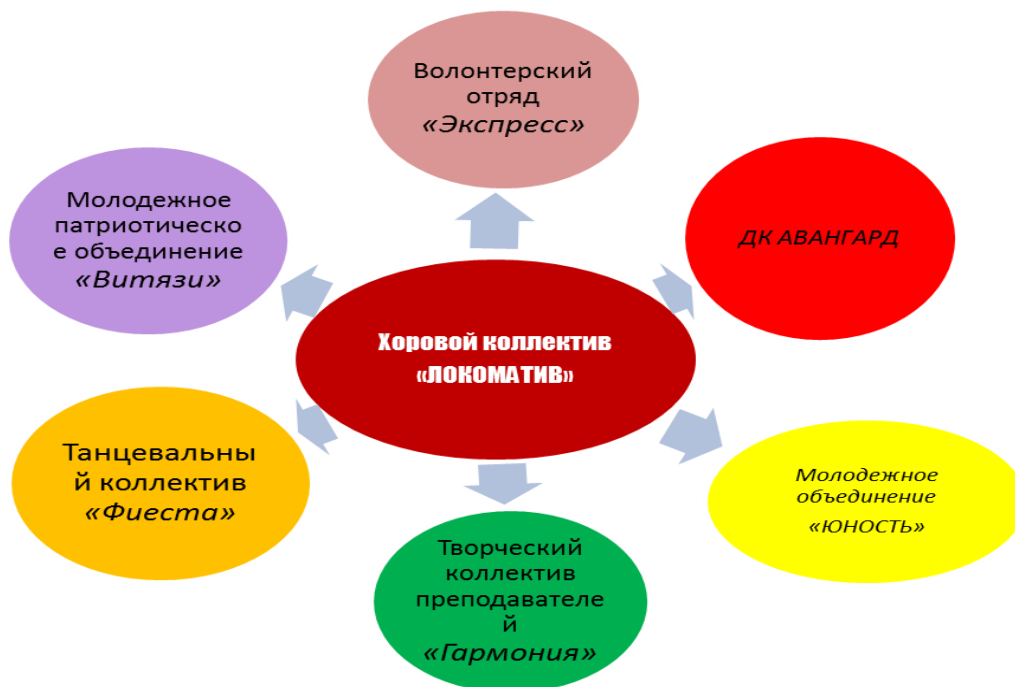 Волонтерский
отряд
«Экспресс»
ДК АВАНГАРД
Молодежное
объединение
«ЮНОСТЬ»
Творческий
коллектив
преподавателе
й
«Гармония»
Танцевальны
й коллектив
«Фиеста»
Молодежное
патриотическо
е объединение
«Витязи»
Хоровой коллектив
«ЛОКОМАТИВ»